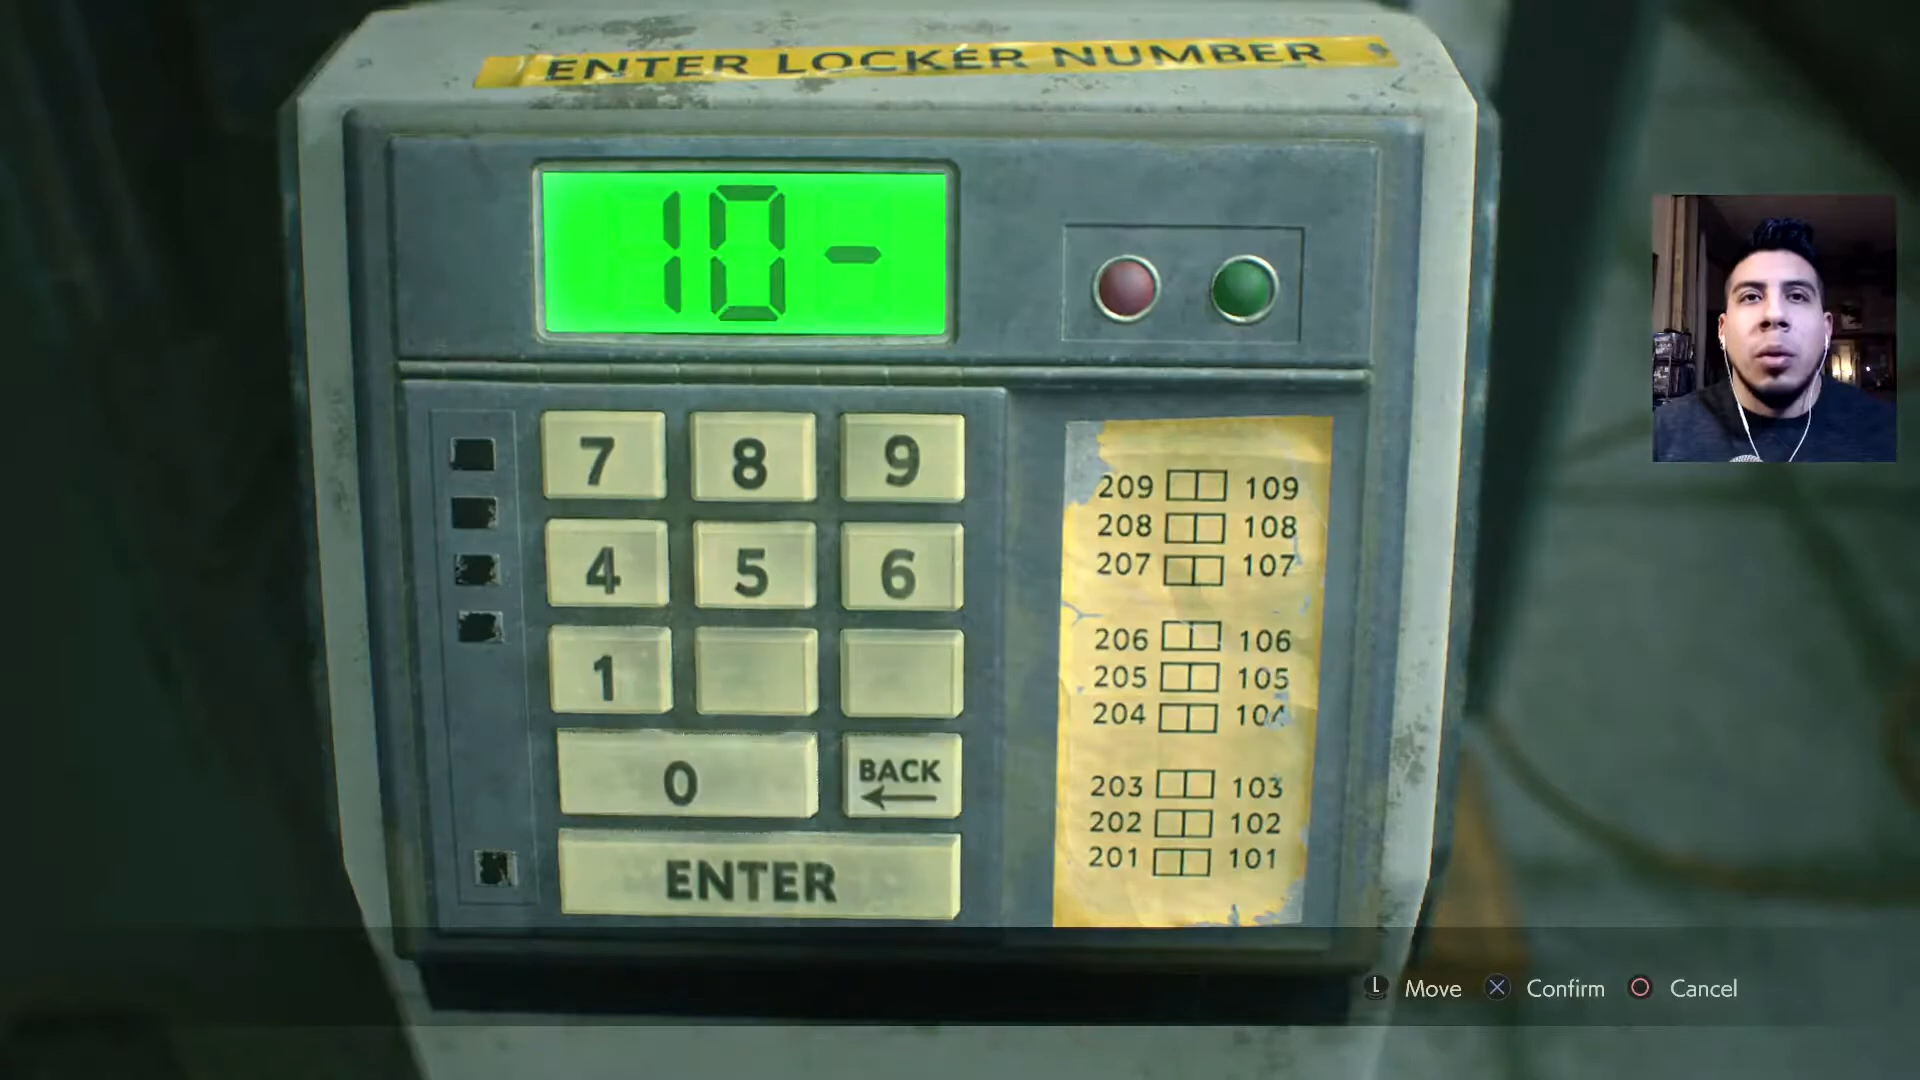 ENTER LOCKER NUMBER
10-
7 8 9
4 5 6
1
0 BACK
ENTER
209 109
208 108
207 107
206 106
205 105
204 104
203 103
202 102
201 101
L Move Confirm Cancel